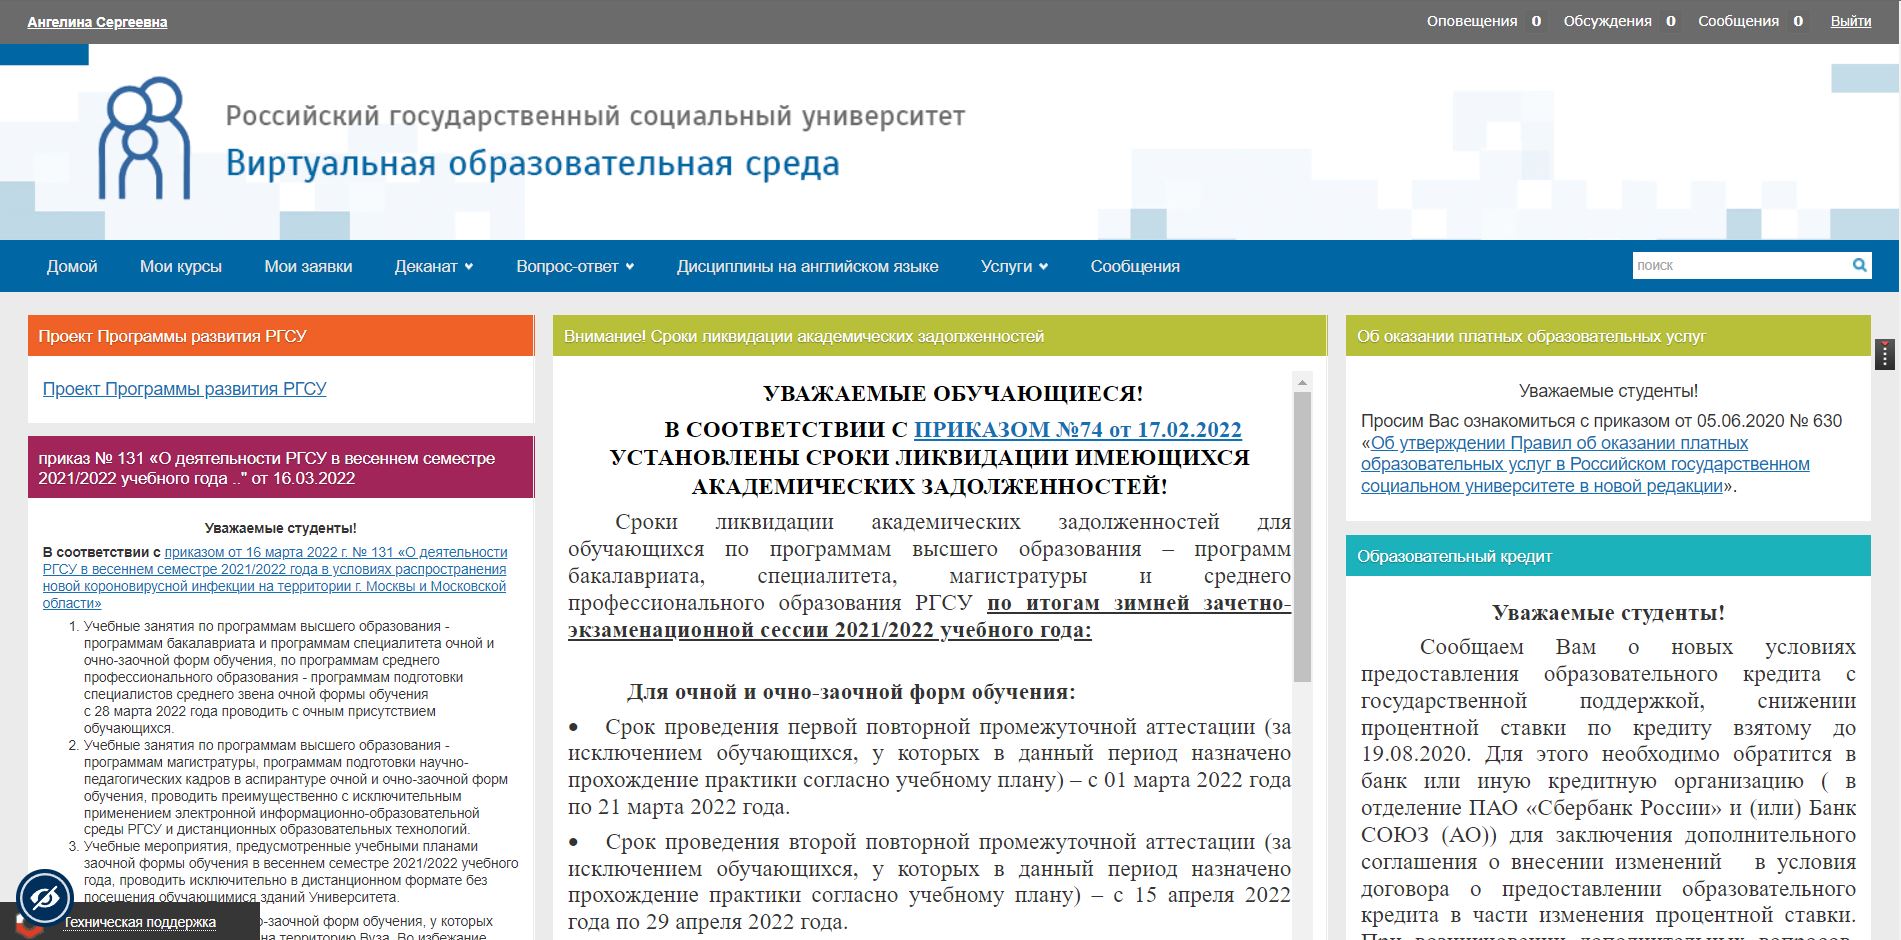 Ангелина Сергеевна
Оповещения 0 Обсуждения 0 Сообщения 0 Выйти
Российский государственный социальный университет
Виртуальная образовательная среда
Домой Мои курсы Мои заявки Деканат Вопрос-ответ Дисциплины на английском языке Услуги Сообщения поиск
Проект Программы развития РГСУ
Проект Программы развития РГСУ
приказ № 131 «О деятельности РГСУ в весеннем семестре
2021/2022 учебного года .." от 16.03.2022
Уважаемые студенты!
В соответствии с приказом от 16 марта 2022 г. № 131 «О деятельности
РГСУ в весеннем семестре 2021/2022 года в условиях распространения
новой короновирусной инфекции на территории г. Москвы и Московской
области»
1. Учебные занятия по программам высшего образования -
программам бакалавриата и программам специалитета очной и
очно-заочной форм обучения, по программам среднего
профессионального образования - программам подготовки
специалистов среднего звена очной формы обучения
с 28 марта 2022 года проводить с очным присутствием
обучающихся.
2. Учебные занятия по программам высшего образования -
программам магистратуры, программам подготовки научно-
педагогических кадров в аспирантуре очной и очно-заочной форм
обучения, проводить преимущественно с исключительным
применением электронной информационно-образовательной
среды РГСУ и дистанционных образовательных технологий.
3. Учебные мероприятия, предусмотренные учебными планами
заочной формы обучения в весеннем семестре 2021/2022 учебного
года, проводить исключительно в дистанционном формате без
посещения обучающимися зданий Университета.
о-заочной форм обучения, у которых
на территорию Вуза. Во избежание
Техническая поддержка
Внимание! Сроки ликвидации академических задолженностей
УВАЖАЕМЫЕ ОБУЧАЮЩИЕСЯ!
В СООТВЕТСТВИИ С ПРИКАЗОМ №74 от 17.02.2022
УСТАНОВЛЕНЫ СРОКИ ЛИКВИДАЦИИ ИМЕЮЩИХСЯ
АКАДЕМИЧЕСКИХ ЗАДОЛЖЕННОСТЕЙ!
Сроки ликвидации академических задолженностей для
обучающихся по программам высшего образования – программ
бакалавриата, специалитета, магистратуры и среднего
профессионального образования РГСУ по итогам зимней зачетно-
экзаменационной сессии 2021/2022 учебного года:
Для очной и очно-заочной форм обучения:
• Срок проведения первой повторной промежуточной аттестации (за
исключением обучающихся, у которых в данный период назначено
прохождение практики согласно учебному плану) – с 01 марта 2022 года
по 21 марта 2022 года.
• Срок проведения второй повторной промежуточной аттестации (за
исключением обучающихся, у которых в данный период назначено
прохождение практики согласно учебному плану) – с 15 апреля 2022
года по 29 апреля 2022 года.
Об оказании платных образовательных услуг
Уважаемые студенты!
Просим Вас ознакомиться с приказом от 05.06.2020 № 630
«Об утверждении Правил об оказании платных
образовательных услуг в Российском государственном
социальном университете в новой редакции».
Образовательный кредит
Уважаемые студенты!
Сообщаем Вам о новых условиях
предоставления образовательного кредита с
государственной поддержкой, снижении
процентной ставки по кредиту взятому до
19.08.2020. Для этого необходимо обратится в
банк или иную кредитную организацию ( в
отделение ПАО «Сбербанк России» и (или) Банк
СОЮЗ (АО)) для заключения дополнительного
соглашения о внесении изменений в условия
договора о предоставлении образовательного
кредита в части изменения процентной ставки.
При возникновении дополнительных вопросов,